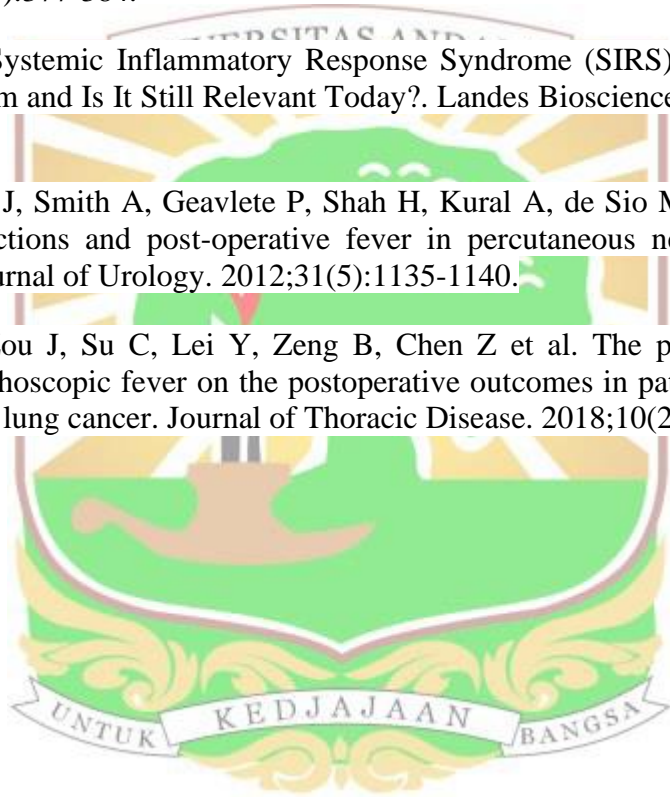 UNIVERSITAS ANDALAS
Systemic Inflammatory Response Syndrome (SIRS)
m and Is It Still Relevant Today?. Landes Bioscience
J, Smith A, Geavlete P, Shah H, Kural A, de Sio M
ctions and post-operative fever in percutaneous ne
urnal of Urology. 2012;31(5):1135-1140.
ou J, Su C, Lei Y, Zeng B, Chen Z et al. The p
hoscopic fever on the postoperative outcomes in pa
lung cancer. Journal of Thoracic Disease. 2018;10(2
UNTUK KEDJAJAAN BANGSA